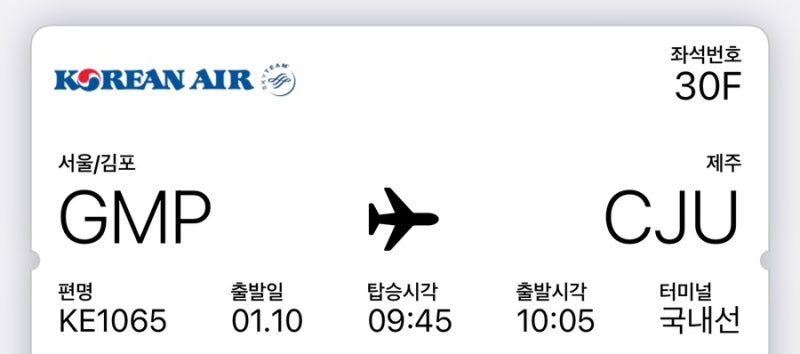 KOREAN AIR
SKYTEAM
좌석번호
30F
서울/김포
제주
GMP
CJU
편명 출발일 탑승시각 출발시각 터미널
KE1065 01.10 09:45 10:05 국내선